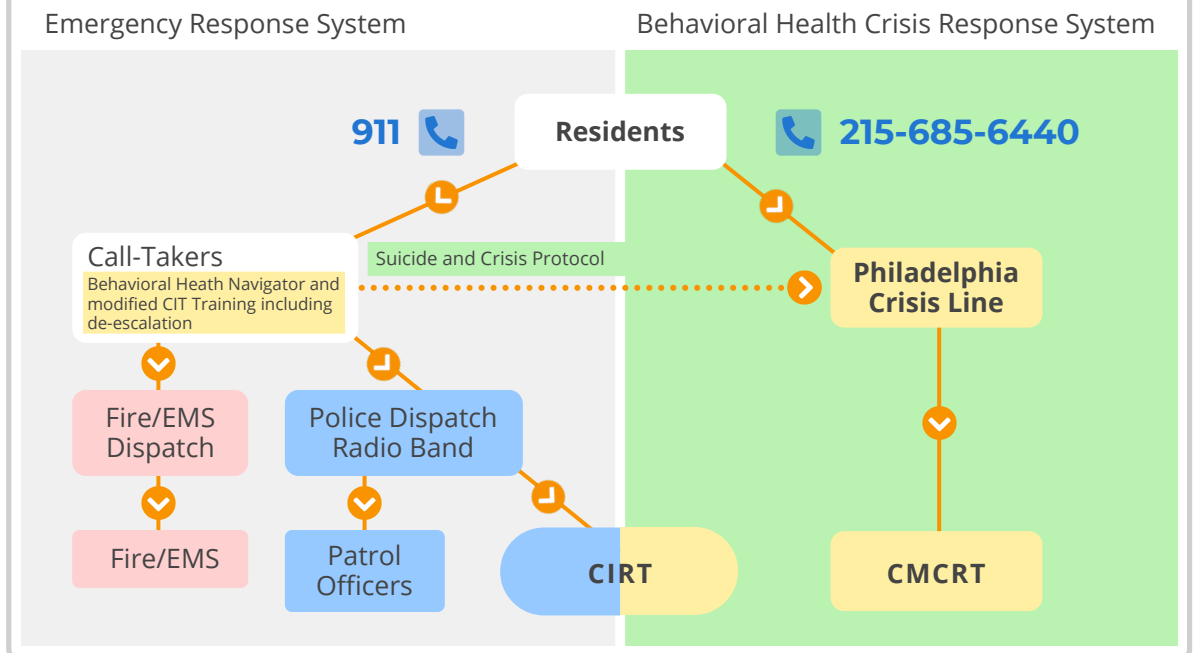 Emergency Response System
Behavioral Health Crisis Response System
911
Residents
215-685-6440
Call-Takers
Behavioral Heath Navigator and
modified CIT Training including
de-escalation
Suicide and Crisis Protocol
Philadelphia
Crisis Line
Fire/EMS
Dispatch
Police Dispatch
Radio Band
Fire/EMS
Patrol
Officers
CIRT
CMCRT